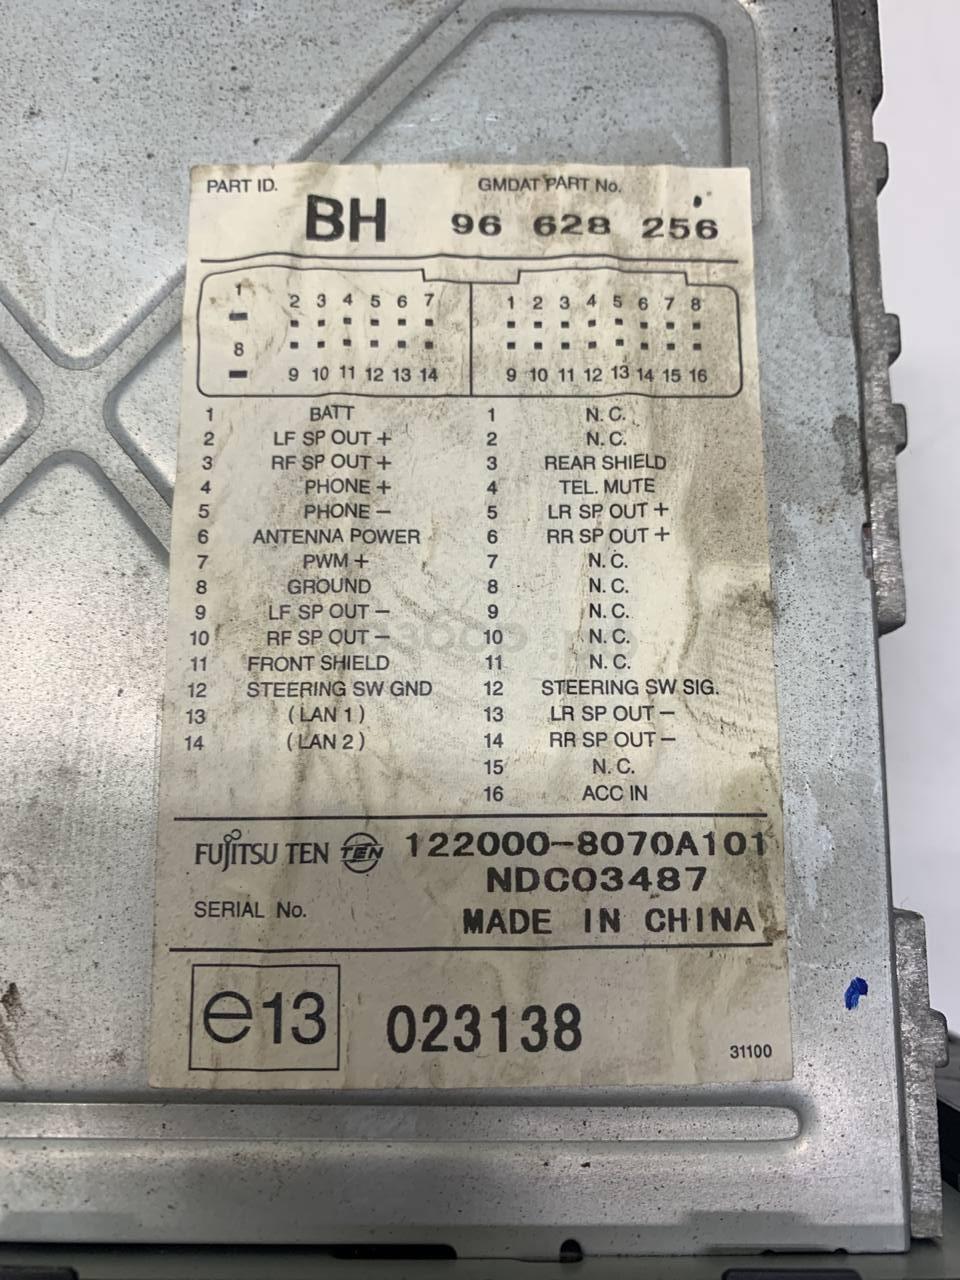 PART ID.
GMDAT PART No.
BH
96 628 256
1 2 3 4 5 6 7
1 2 3 4 5 6 7 8
8 9 10 11 12 13 14
9 10 11 12 13 14 15 16
1 BATT
2 LF SP OUT +
3 RF SP OUT +
4 PHONE +
5 PHONE −
6 ANTENNA POWER
7 PWM +
8 GROUND
9 LF SP OUT −
10 RF SP OUT −
11 FRONT SHIELD
12 STEERING SW GND
13 ( LAN 1 )
14 ( LAN 2 )
1 N. C.
2 N. C.
3 REAR SHIELD
4 TEL. MUTE
5 LR SP OUT +
6 RR SP OUT +
7 N. C.
8 N. C.
9 N. C.
10 N. C.
11 N. C.
12 STEERING SW SIG.
13 LR SP OUT −
14 RR SP OUT −
15 N. C.
16 ACC IN
FUJITSU TEN TEN 122000-8070A101
NDC03487
SERIAL No.
MADE IN CHINA
e13
023138
31100